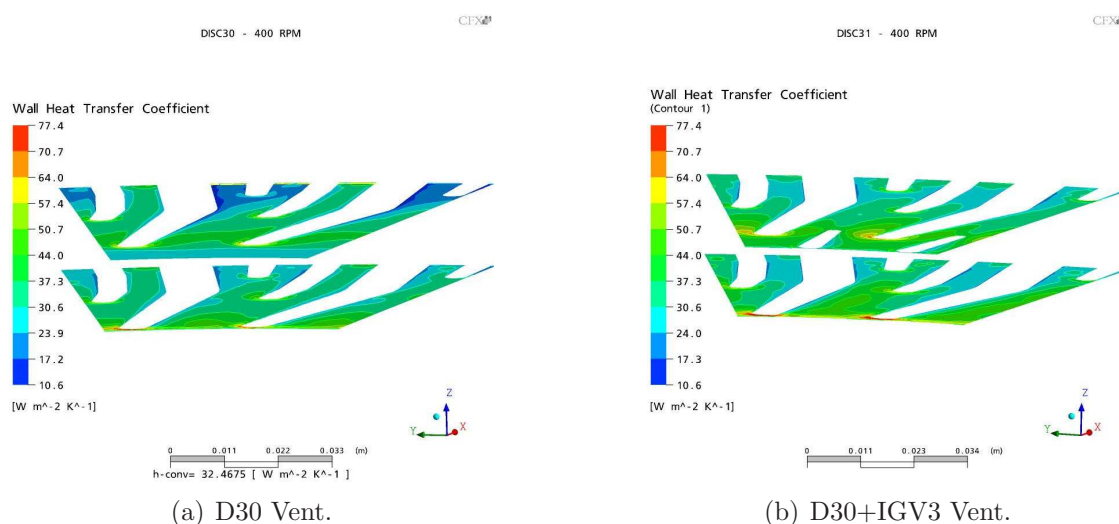 CFX
DISC30 - 400 RPM
Wall Heat Transfer Coefficient
77.4
70.7
64.0
57.4
50.7
44.0
37.3
30.6
23.9
17.2
10.6
[W m^-2 K^-1]
Z
Y
X
0 0.011 0.022 0.033 (m)
h-conv= 32.4675 [ W m^-2 K^-1 ]
(a) D30 Vent.
CFX
DISC31 - 400 RPM
Wall Heat Transfer Coefficient
(Contour 1)
77.4
70.7
64.0
57.4
50.7
44.0
37.3
30.6
24.0
17.3
10.6
[W m^-2 K^-1]
Z
Y
X
0 0.011 0.023 0.034 (m)
(b) D30+IGV3 Vent.